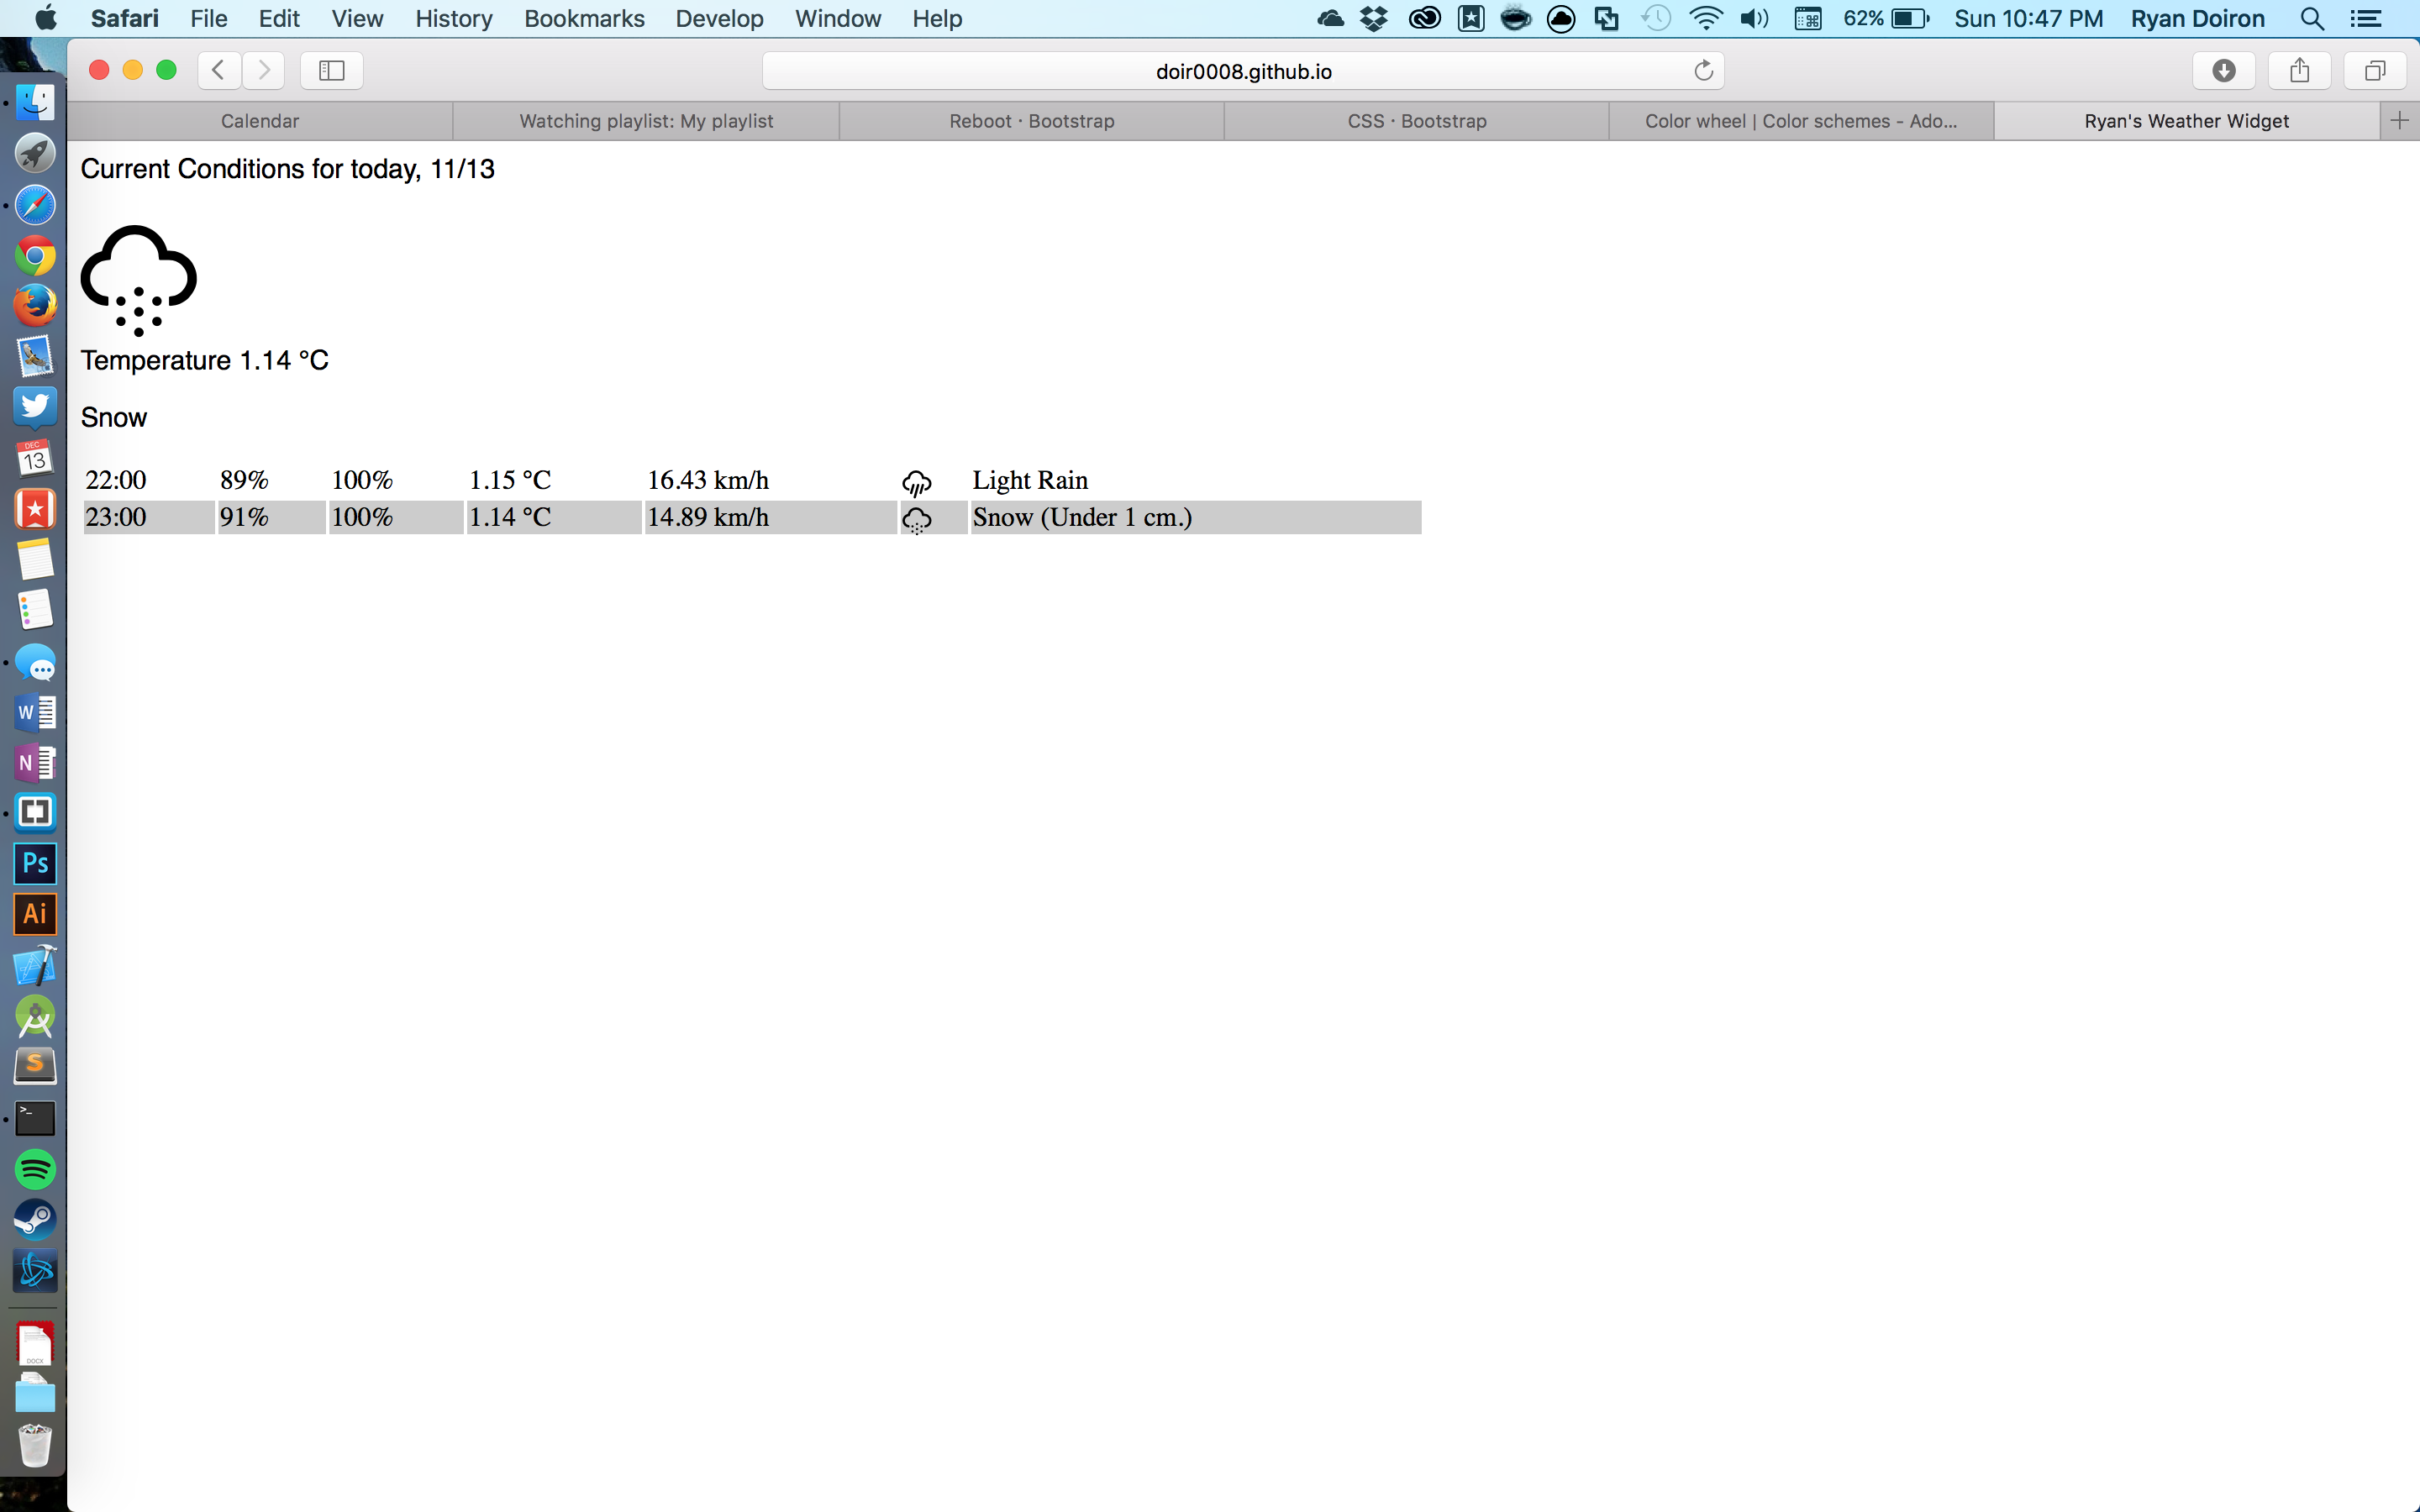 Safari File Edit View History Bookmarks Develop Window Help 62% Sun 10:47 PM Ryan Doiron
doir0008.github.io
Calendar Watching playlist: My playlist Reboot · Bootstrap CSS · Bootstrap Color wheel | Color schemes - Ado... Ryan's Weather Widget
Current Conditions for today, 11/13
Temperature 1.14 °C
Snow
22:00 89% 100% 1.15 °C 16.43 km/h Light Rain
23:00 91% 100% 1.14 °C 14.89 km/h Snow (Under 1 cm.)
DEC
13
W
N
Ps
Ai
S
>_
DOCX